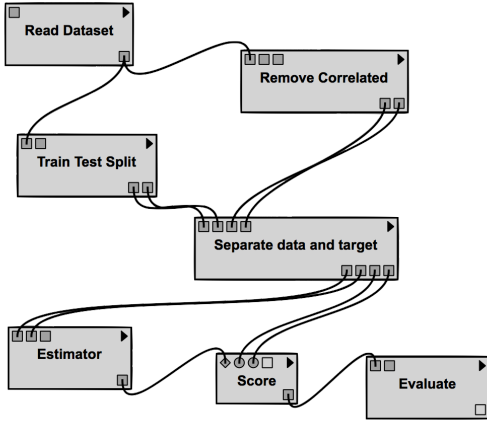 Read Dataset
Remove Correlated
Train Test Split
Separate data and target
Estimator
Score
Evaluate